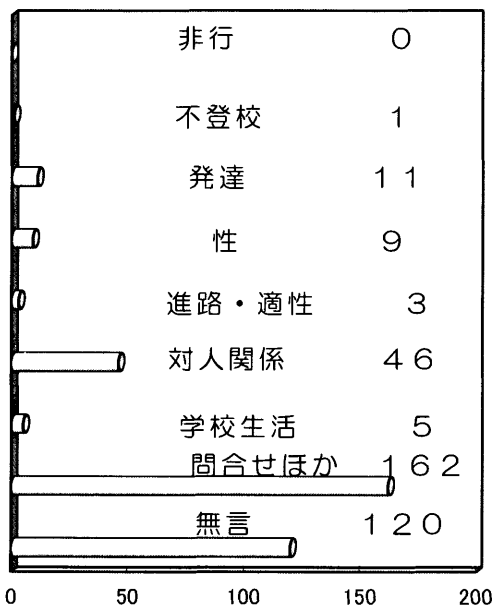 非行 0
不登校 1
発達 11
性 9
進路・適性 3
対人関係 46
学校生活 5
問合せほか 162
無言 120
0 50 100 150 200